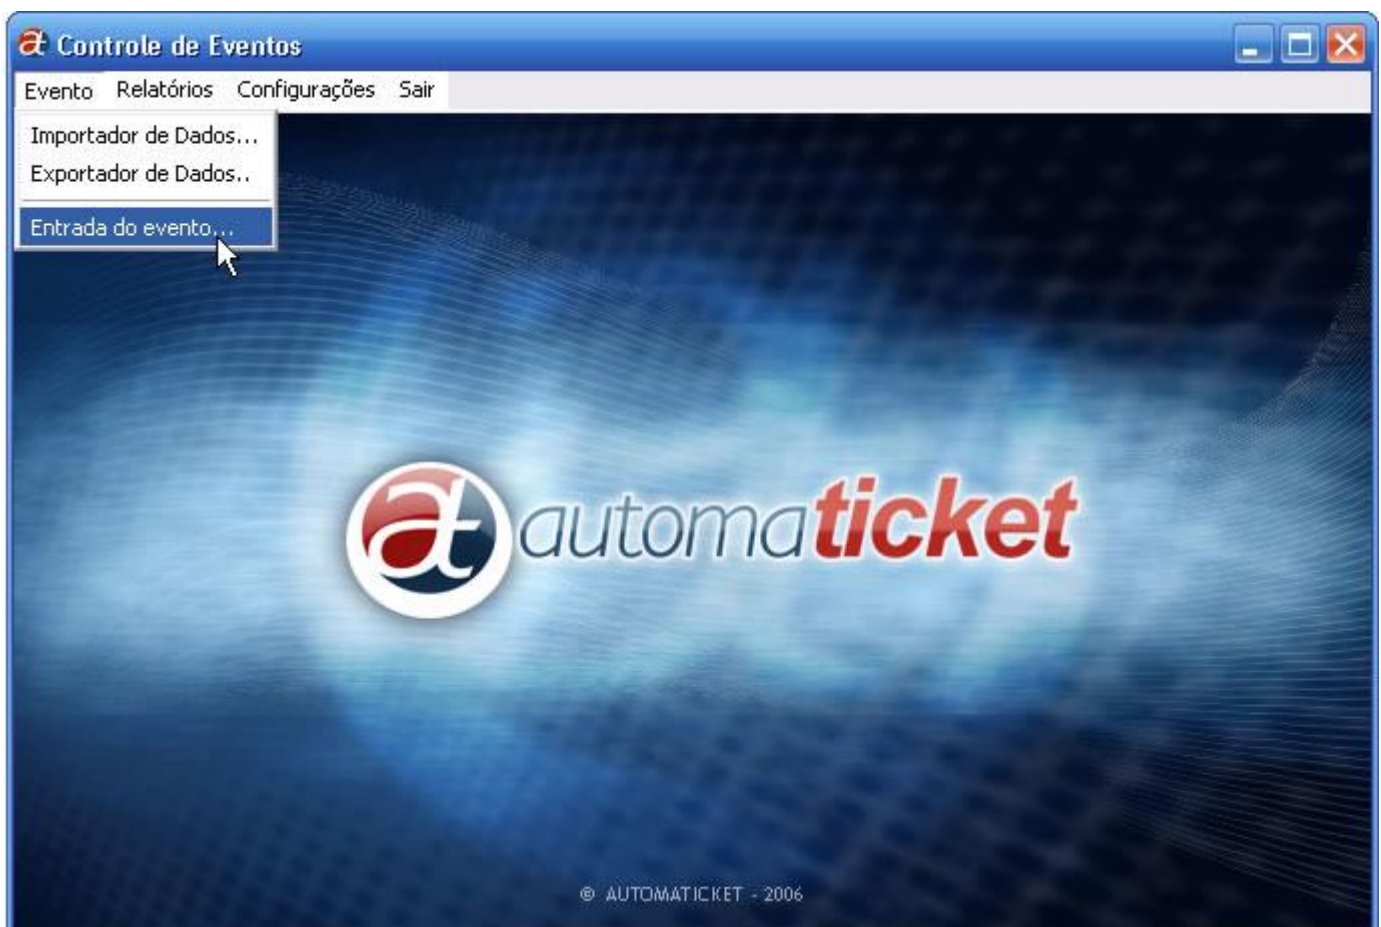 Controle de Eventos
Evento Relatórios Configurações Sair
Importador de Dados...
Exportador de Dados..
Entrada do evento...
at automaticket
© AUTOMATICKET - 2006